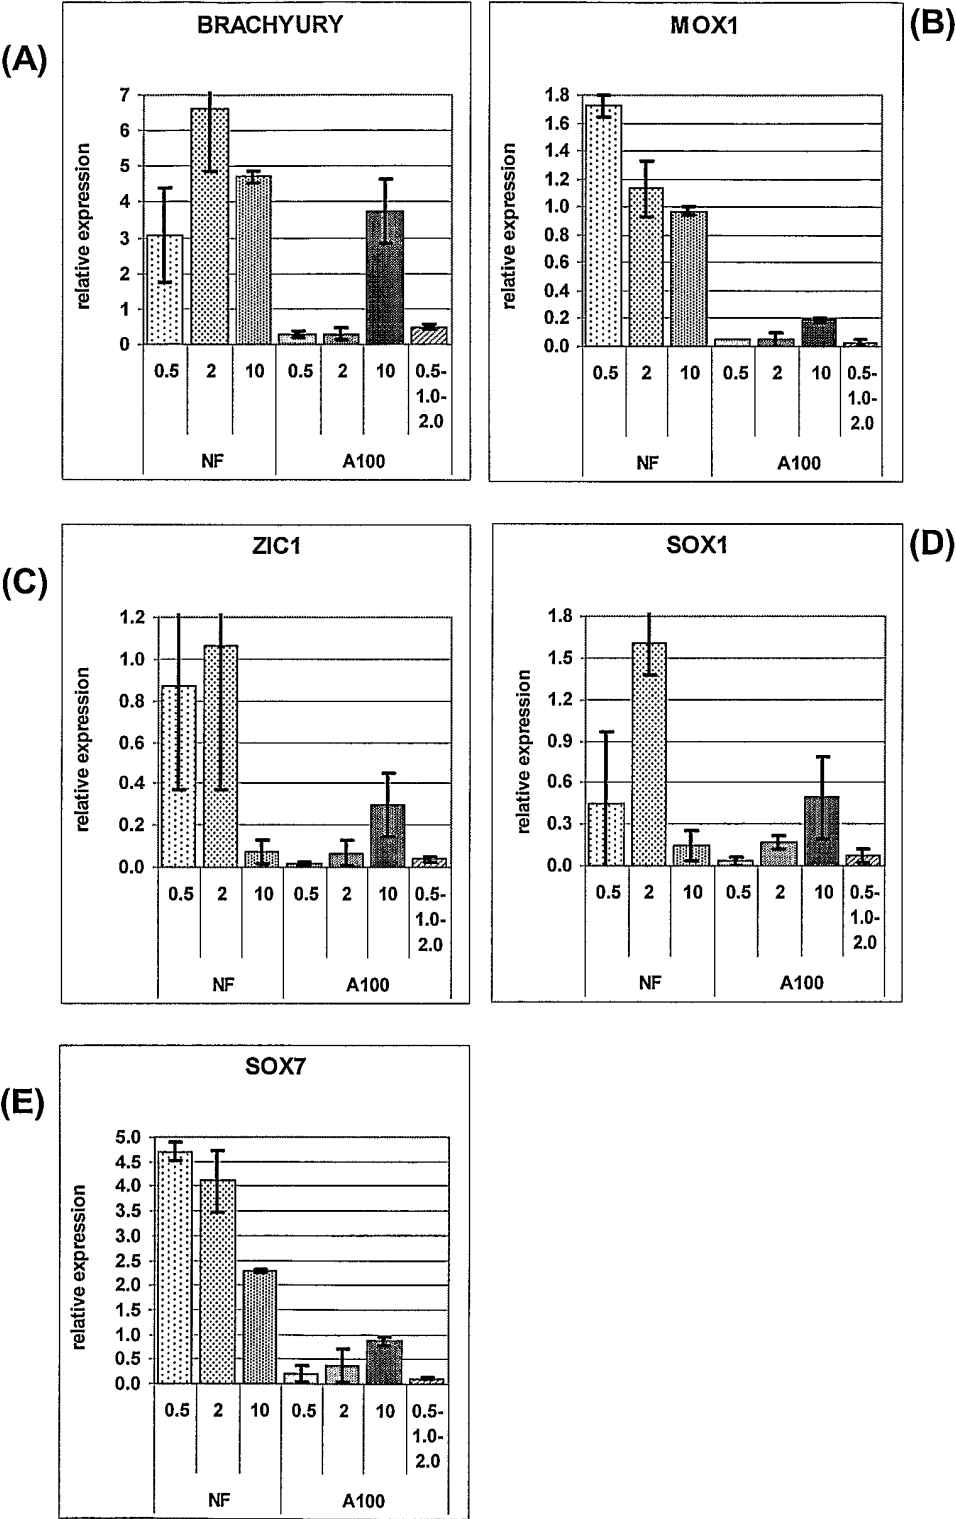 (A)
BRACHYURY
relative expression
7
6
5
4
3
2
1
0
0.5 2 10 0.5 2 10 0.5-
1.0-
2.0
NF A100
(B)
MOX1
relative expression
1.8
1.6
1.4
1.2
1.0
0.8
0.6
0.4
0.2
0.0
0.5 2 10 0.5 2 10 0.5-
1.0-
2.0
NF A100
(C)
ZIC1
relative expression
1.2
1.0
0.8
0.6
0.4
0.2
0.0
0.5 2 10 0.5 2 10 0.5-
1.0-
2.0
NF A100
(D)
SOX1
relative expression
1.8
1.5
1.2
0.9
0.6
0.3
0.0
0.5 2 10 0.5 2 10 0.5-
1.0-
2.0
NF A100
(E)
SOX7
relative expression
5.0
4.5
4.0
3.5
3.0
2.5
2.0
1.5
1.0
0.5
0.0
0.5 2 10 0.5 2 10 0.5-
1.0-
2.0
NF A100